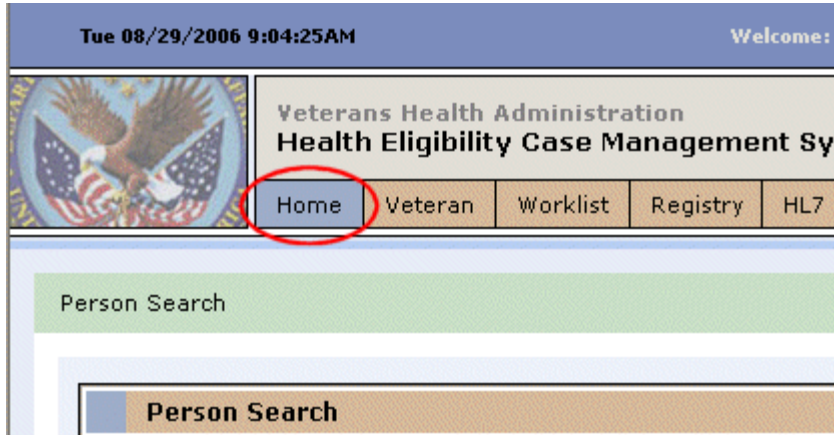 Tue 08/29/2006 9:04:25AM Welcome:
Veterans Health Administration
Health Eligibility Case Management Sy
Home Veteran Worklist Registry HL7
Person Search
Person Search